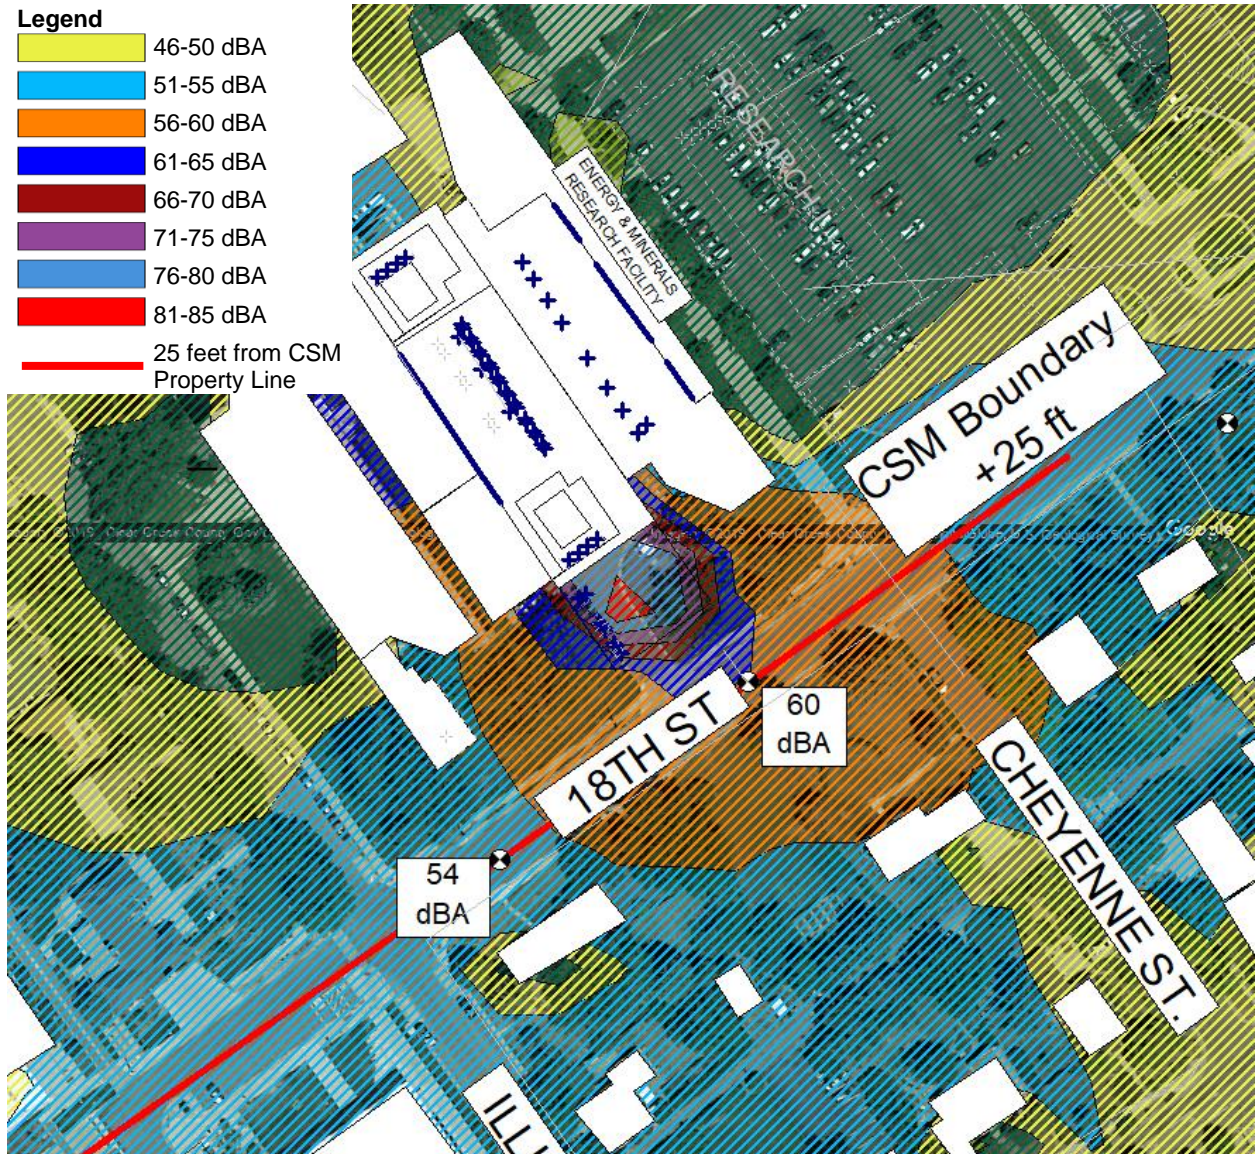 Legend
46-50 dBA
51-55 dBA
56-60 dBA
61-65 dBA
66-70 dBA
71-75 dBA
76-80 dBA
81-85 dBA
25 feet from CSM
Property Line
RESEARCH
ENERGY & MINERALS
RESEARCH FACILITY
CSM Boundary
+25 ft
Google
18TH ST
60
dBA
54
dBA
CHEYENNE ST.